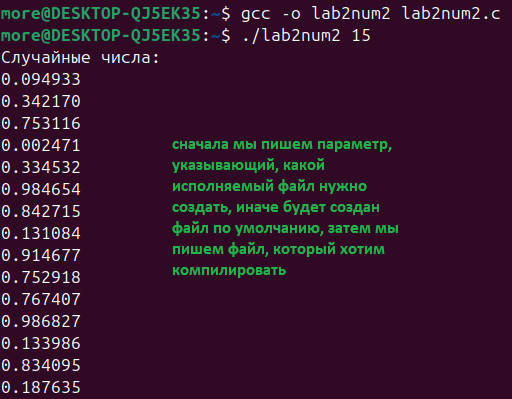 more@DESKTOP-QJ5EK35:~$ gcc -o lab2num2 lab2num2.c
more@DESKTOP-QJ5EK35:~$ ./lab2num2 15
Случайные числа:
0.094933
0.342170
0.753116
0.002471
0.334532
0.984654
0.842715
0.131084
0.914677
0.752918
0.767407
0.986827
0.133986
0.834095
0.187635
сначала мы пишем параметр,
указывающий, какой
исполняемый файл нужно
создать, иначе будет создан
файл по умолчанию, затем мы
пишем файл, который хотим
компилировать